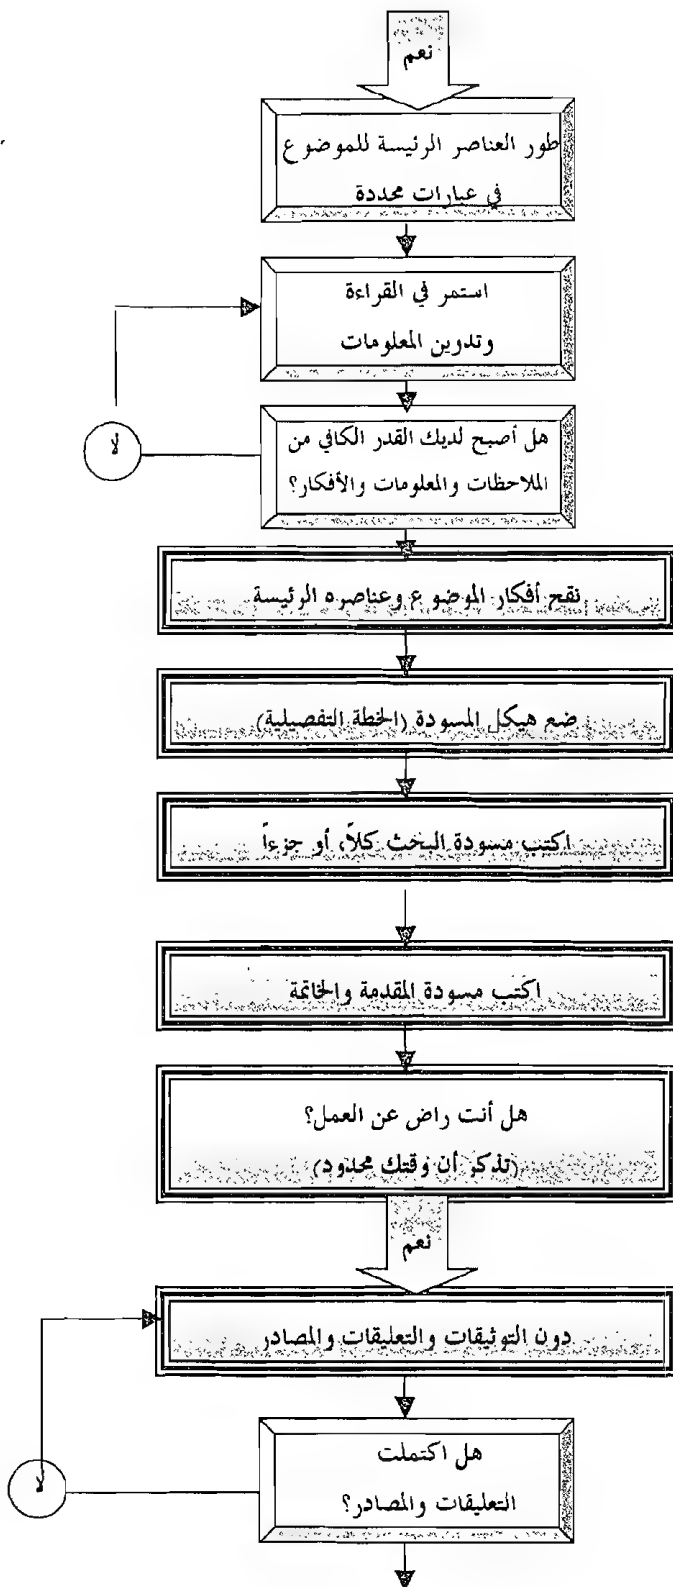 نعم
طور العناصر الرئيسة للموضوع
في عبارات محددة
استمر في القراءة
وتدوين المعلومات
لا
هل أصبح لديك القدر الكافي من
الملاحظات والمعلومات والأفكار؟
نقح أفكار الموضوع وعناصره الرئيسة
ضع هيكل المسودة (الخطة التفصيلية)
اكتب مسودة البحث كلاً، أو جزءاً
اكتب مسودة المقدمة والخاتمة
هل أنت راض عن العمل؟
(تذكر أن وقتك محدود)
نعم
دون التوثيقات والتعليقات والمصادر
هل اكتملت
التعليقات والمصادر؟
لا